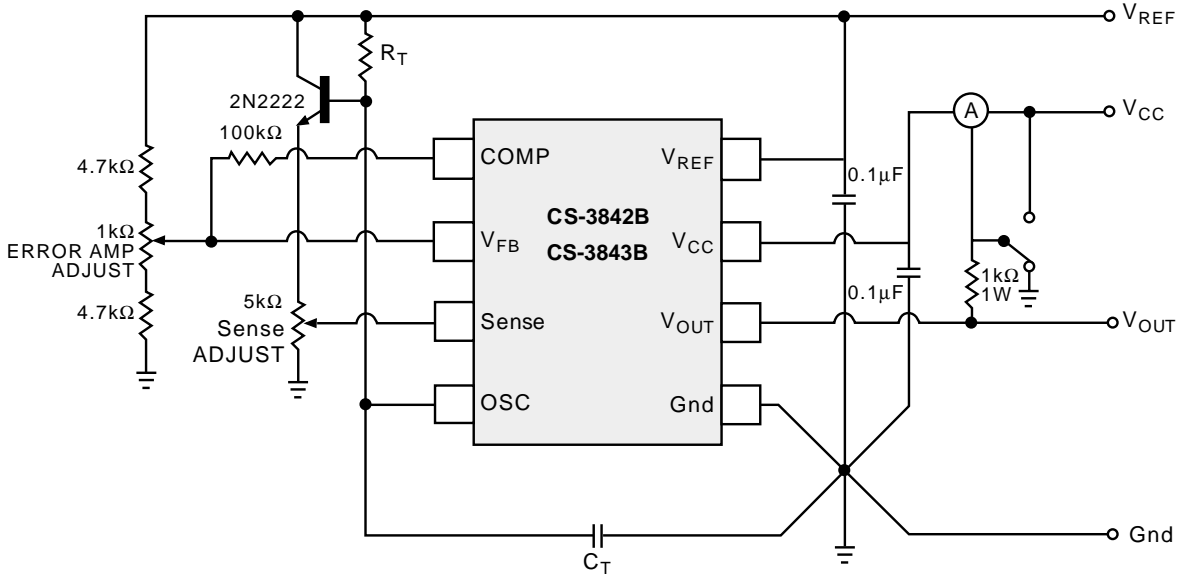 V_REF
R_T
2N2222
A
V_CC
100kΩ
COMP
V_REF
4.7kΩ
0.1μF
CS-3842B
1kΩ
ERROR AMP
ADJUST
V_FB
CS-3843B
V_CC
1kΩ
1W
0.1μF
4.7kΩ
5kΩ
Sense
ADJUST
Sense
V_OUT
V_OUT
OSC
Gnd
Gnd
C_T